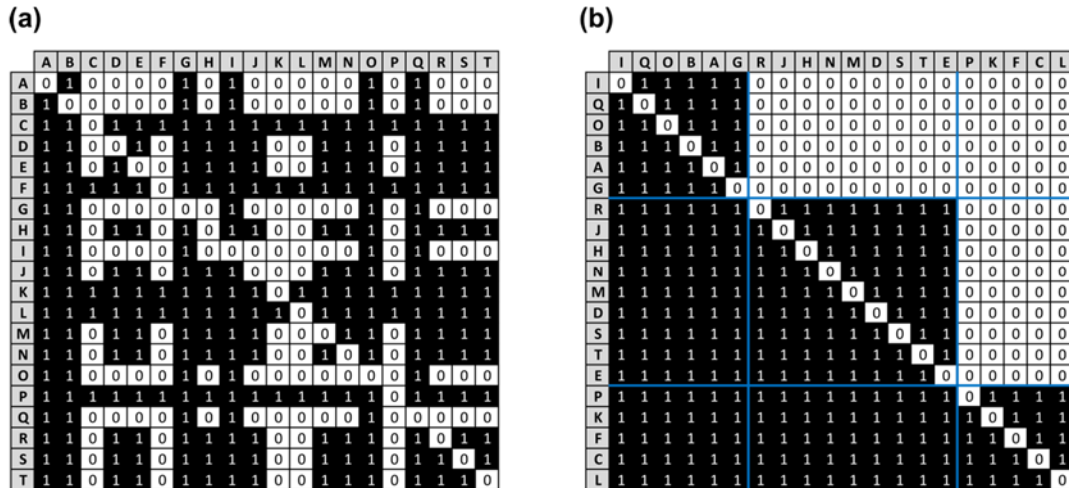 (a)
A B C D E F G H I J K L M N O P Q R S T
A 0 1 0 0 0 0 1 0 1 0 0 0 0 0 1 0 1 0 0 0
B 1 0 0 0 0 0 1 0 1 0 0 0 0 0 1 0 1 0 0 0
C 1 1 0 1 1 1 1 1 1 1 1 1 1 1 1 1 1 1 1 1
D 1 1 0 0 1 0 1 1 1 1 0 0 1 1 1 0 1 1 1 1
E 1 1 0 1 0 0 1 1 1 1 0 0 1 1 1 0 1 1 1 1
F 1 1 1 1 1 0 1 1 1 1 1 1 1 1 1 1 1 1 1 1
G 1 1 0 0 0 0 0 0 1 0 0 0 0 0 1 0 1 0 0 0
H 1 1 0 1 1 0 1 0 1 1 0 0 1 1 1 0 1 1 1 1
I 1 1 0 0 0 0 1 0 0 0 0 0 0 0 1 0 1 0 0 0
J 1 1 0 1 1 0 1 1 1 0 0 0 1 1 1 0 1 1 1 1
K 1 1 1 1 1 1 1 1 1 1 0 1 1 1 1 1 1 1 1 1
L 1 1 1 1 1 1 1 1 1 1 1 0 1 1 1 1 1 1 1 1
M 1 1 0 1 1 0 1 1 1 1 0 0 0 1 1 0 1 1 1 1
N 1 1 0 1 1 0 1 1 1 1 0 0 1 0 1 0 1 1 1 1
O 1 1 0 0 0 0 1 0 1 0 0 0 0 0 0 0 1 0 0 0
P 1 1 1 1 1 1 1 1 1 1 1 1 1 1 1 0 1 1 1 1
Q 1 1 0 0 0 0 1 0 1 0 0 0 0 0 1 0 0 0 0 0
R 1 1 0 1 1 0 1 1 1 1 0 0 1 1 1 0 1 0 1 1
S 1 1 0 1 1 0 1 1 1 1 0 0 1 1 1 0 1 1 0 1
T 1 1 0 1 1 0 1 1 1 1 0 0 1 1 1 0 1 1 1 0
(b)
I Q O B A G R J H N M D S T E P K F C L
I 0 1 1 1 1 1 0 0 0 0 0 0 0 0 0 0 0 0 0 0
Q 1 0 1 1 1 1 0 0 0 0 0 0 0 0 0 0 0 0 0 0
O 1 1 0 1 1 1 0 0 0 0 0 0 0 0 0 0 0 0 0 0
B 1 1 1 0 1 1 0 0 0 0 0 0 0 0 0 0 0 0 0 0
A 1 1 1 1 0 1 0 0 0 0 0 0 0 0 0 0 0 0 0 0
G 1 1 1 1 1 0 0 0 0 0 0 0 0 0 0 0 0 0 0 0
R 1 1 1 1 1 1 0 1 1 1 1 1 1 1 1 0 0 0 0 0
J 1 1 1 1 1 1 1 0 1 1 1 1 1 1 1 0 0 0 0 0
H 1 1 1 1 1 1 1 1 0 1 1 1 1 1 1 0 0 0 0 0
N 1 1 1 1 1 1 1 1 1 0 1 1 1 1 1 0 0 0 0 0
M 1 1 1 1 1 1 1 1 1 1 0 1 1 1 1 0 0 0 0 0
D 1 1 1 1 1 1 1 1 1 1 1 0 1 1 1 0 0 0 0 0
S 1 1 1 1 1 1 1 1 1 1 1 1 0 1 1 0 0 0 0 0
T 1 1 1 1 1 1 1 1 1 1 1 1 1 0 1 0 0 0 0 0
E 1 1 1 1 1 1 1 1 1 1 1 1 1 1 0 0 0 0 0 0
P 1 1 1 1 1 1 1 1 1 1 1 1 1 1 1 0 1 1 1 1
K 1 1 1 1 1 1 1 1 1 1 1 1 1 1 1 1 0 1 1 1
F 1 1 1 1 1 1 1 1 1 1 1 1 1 1 1 1 1 0 1 1
C 1 1 1 1 1 1 1 1 1 1 1 1 1 1 1 1 1 1 0 1
L 1 1 1 1 1 1 1 1 1 1 1 1 1 1 1 1 1 1 1 0